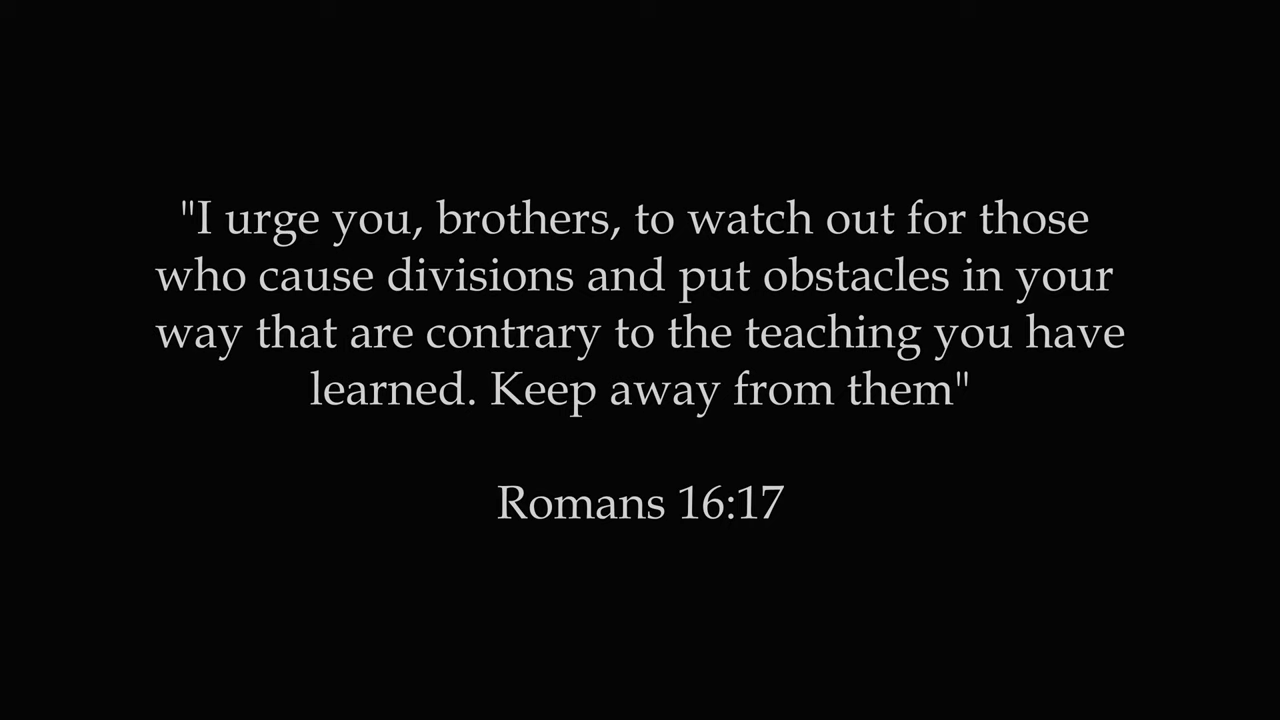 "I urge you, brothers, to watch out for those
who cause divisions and put obstacles in your
way that are contrary to the teaching you have
learned. Keep away from them"
Romans 16:17